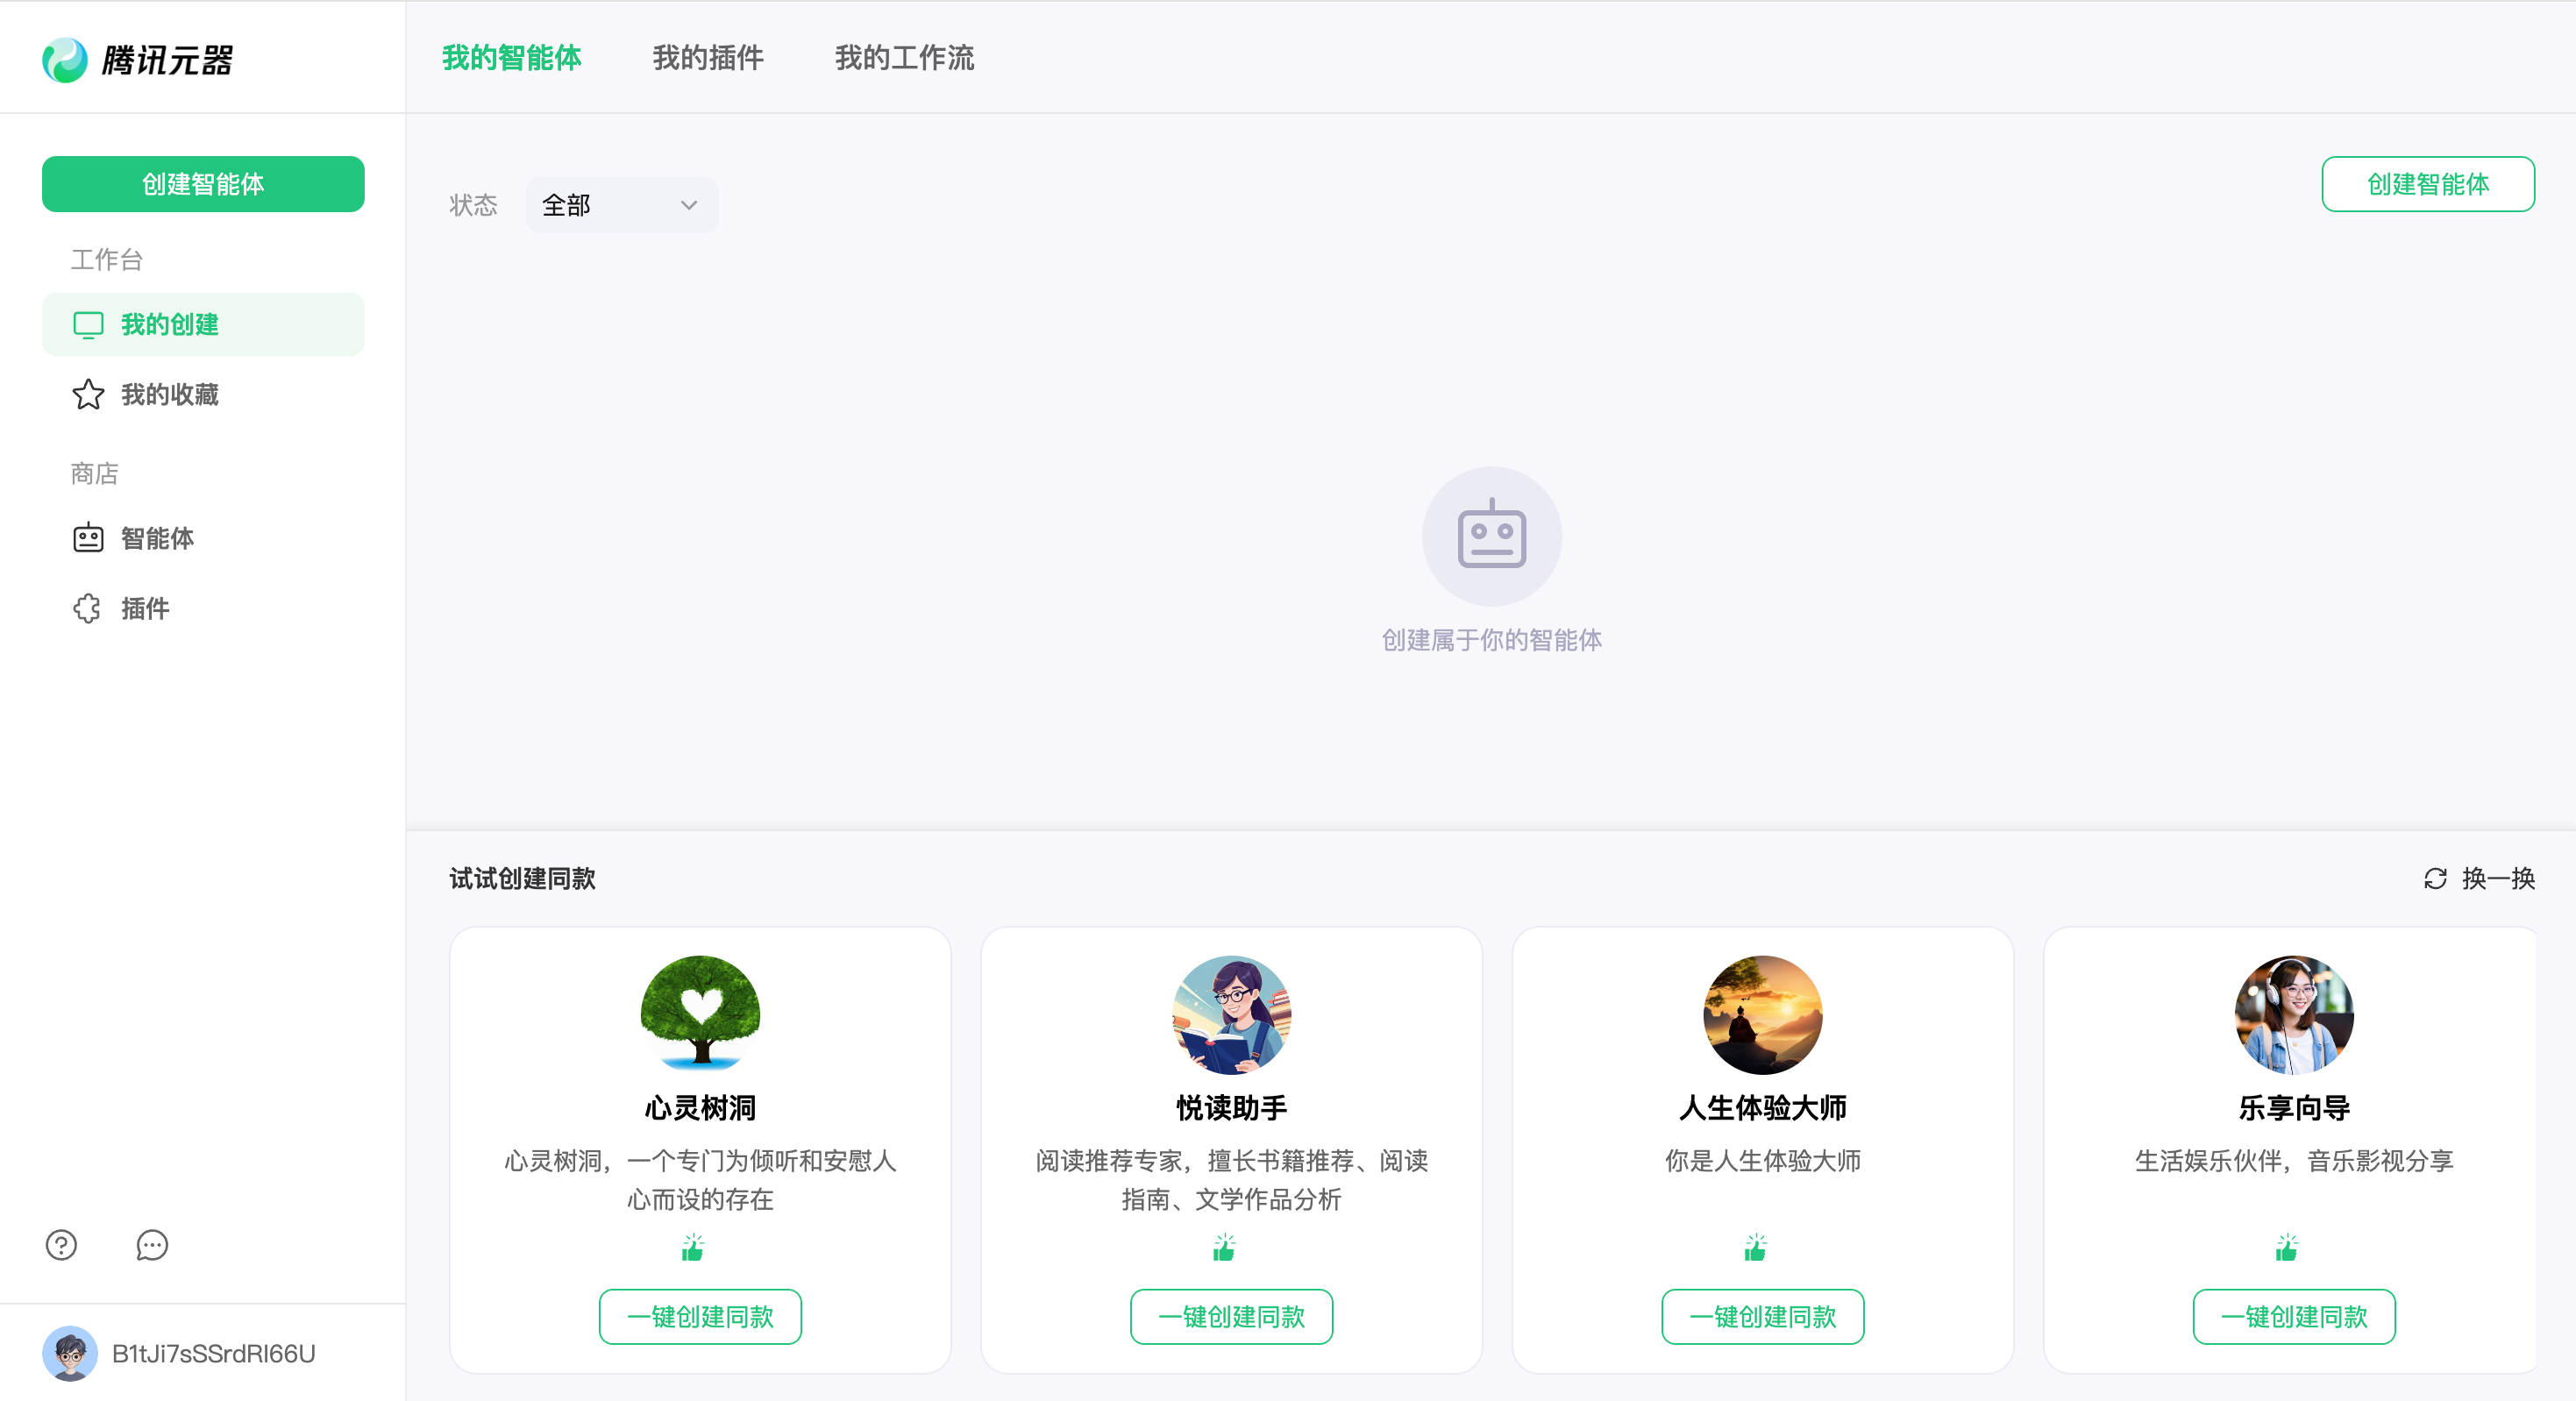 腾讯元器
创建智能体
工作台
我的创建
我的收藏
商店
智能体
插件
B1tJi7sSSrdRl66U
我的智能体 我的插件 我的工作流
状态 全部
创建智能体
创建属于你的智能体
试试创建同款
换一换
心灵树洞
心灵树洞，一个专门为倾听和安慰人
心而设的存在
一键创建同款
悦读助手
阅读推荐专家，擅长书籍推荐、阅读
指南、文学作品分析
一键创建同款
人生体验大师
你是人生体验大师
一键创建同款
乐享向导
生活娱乐伙伴，音乐影视分享
一键创建同款